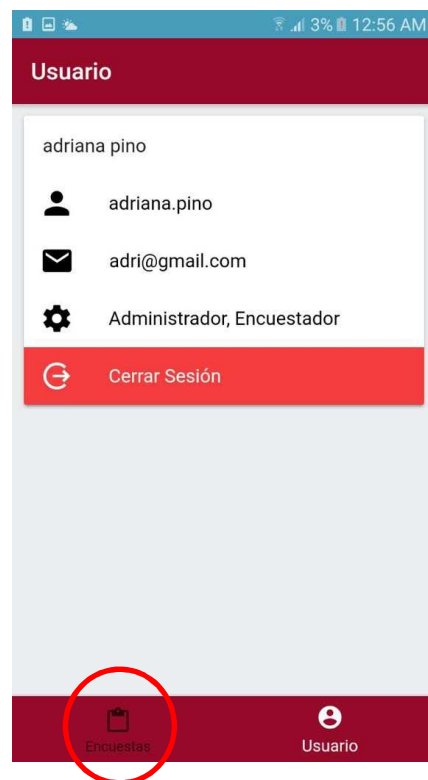 3% 12:56 AM
Usuario
adriana pino
adriana.pino
adri@gmail.com
Administrador, Encuestador
Cerrar Sesión
Encuestas
Usuario